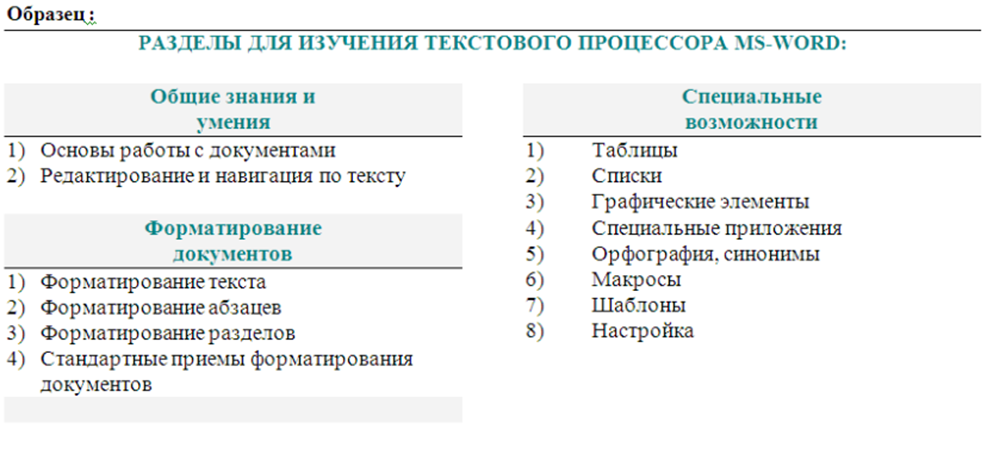 Образец:
РАЗДЕЛЫ ДЛЯ ИЗУЧЕНИЯ ТЕКСТОВОГО ПРОЦЕССОРА MS-WORD:
Общие знания и
умения
1) Основы работы с документами
2) Редактирование и навигация по тексту
Форматирование
документов
1) Форматирование текста
2) Форматирование абзацев
3) Форматирование разделов
4) Стандартные приемы форматирования
документов
Специальные
возможности
1) Таблицы
2) Списки
3) Графические элементы
4) Специальные приложения
5) Орфография, синонимы
6) Макросы
7) Шаблоны
8) Настройка